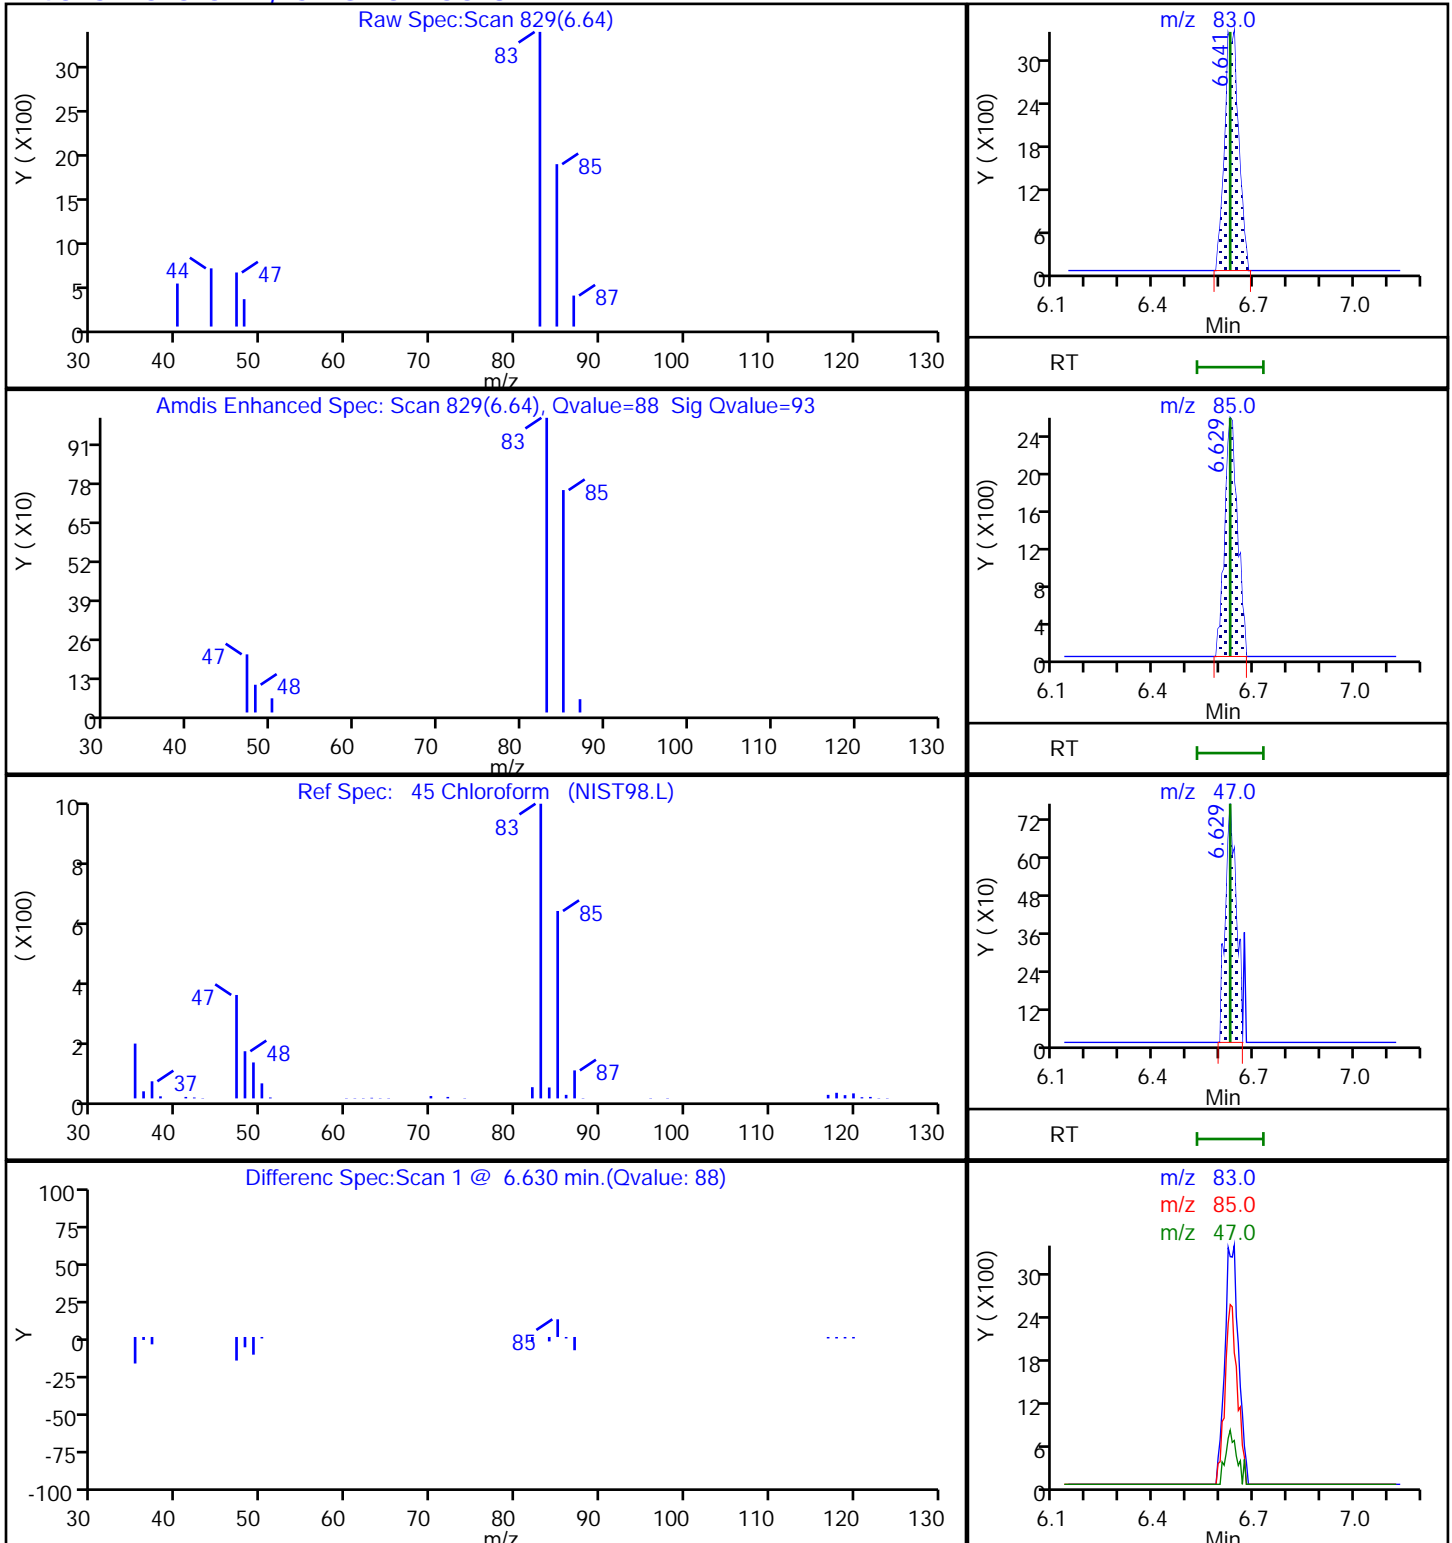 Raw Spec:Scan 829(6.64)
83
85
44
47
87
Y ( X100)
30
25
20
15
10
5
0
30 40 50 60 70 80 90 100 110 120 130
m/z
m/z 83.0
6.641
Y ( X100)
30
24
18
12
6
0
6.1 6.4 6.7 7.0
Min
RT
Amdis Enhanced Spec: Scan 829(6.64), Qvalue=88 Sig Qvalue=93
83
85
47
48
Y ( X10)
91
78
65
52
39
26
13
0
30 40 50 60 70 80 90 100 110 120 130
m/z
m/z 85.0
6.629
Y ( X100)
24
20
16
12
8
4
0
6.1 6.4 6.7 7.0
Min
RT
Ref Spec: 45 Chloroform (NIST98.L)
83
85
47
48
37
87
( X100)
10
8
6
4
2
0
30 40 50 60 70 80 90 100 110 120 130
m/z 47.0
6.629
Y ( X10)
72
60
48
36
24
12
0
6.1 6.4 6.7 7.0
Min
RT
Differenc Spec:Scan 1 @ 6.630 min.(Qvalue: 88)
85
Y
100
75
50
25
0
-25
-50
-75
-100
30 40 50 60 70 80 90 100 110 120 130
m/z
m/z 83.0
m/z 85.0
m/z 47.0
Y ( X100)
30
24
18
12
6
0
6.1 6.4 6.7 7.0
Min